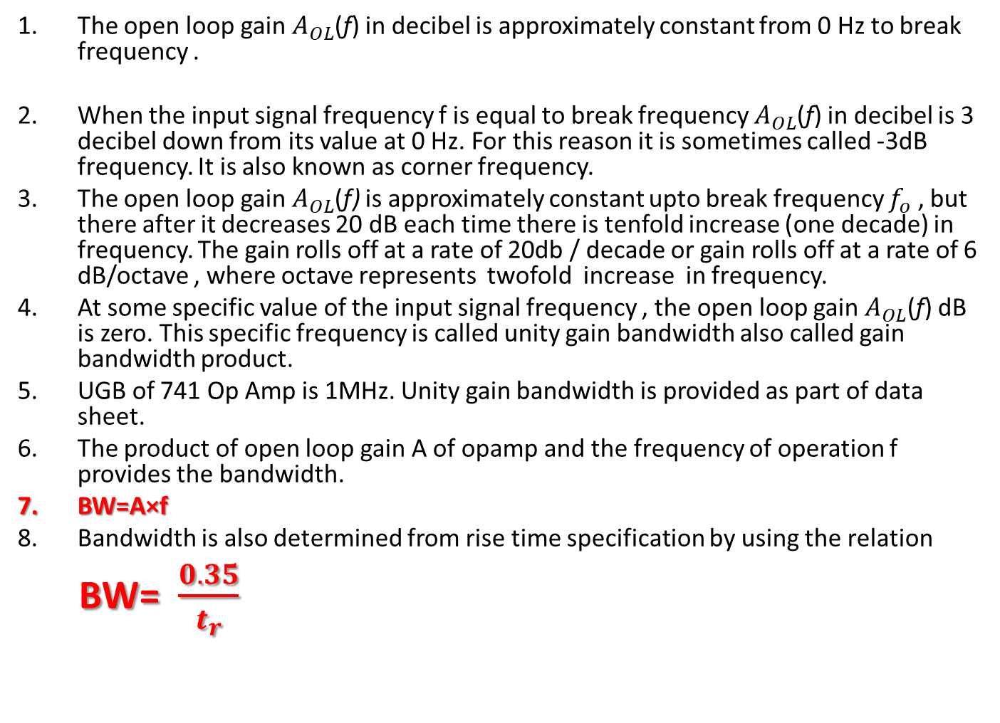 1. The open loop gain A_OL(f) in decibel is approximately constant from 0 Hz to break
frequency .
2. When the input signal frequency f is equal to break frequency A_OL(f) in decibel is 3
decibel down from its value at 0 Hz. For this reason it is sometimes called -3dB
frequency. It is also known as corner frequency.
3. The open loop gain A_OL(f) is approximately constant upto break frequency f_o , but
there after it decreases 20 dB each time there is tenfold increase (one decade) in
frequency. The gain rolls off at a rate of 20db / decade or gain rolls off at a rate of 6
dB/octave , where octave represents twofold increase in frequency.
4. At some specific value of the input signal frequency , the open loop gain A_OL(f) dB
is zero. This specific frequency is called unity gain bandwidth also called gain
bandwidth product.
5. UGB of 741 Op Amp is 1MHz. Unity gain bandwidth is provided as part of data
sheet.
6. The product of open loop gain A of opamp and the frequency of operation f
provides the bandwidth.
7. BW=A×f
8. Bandwidth is also determined from rise time specification by using the relation
BW= 0.35 / t_r